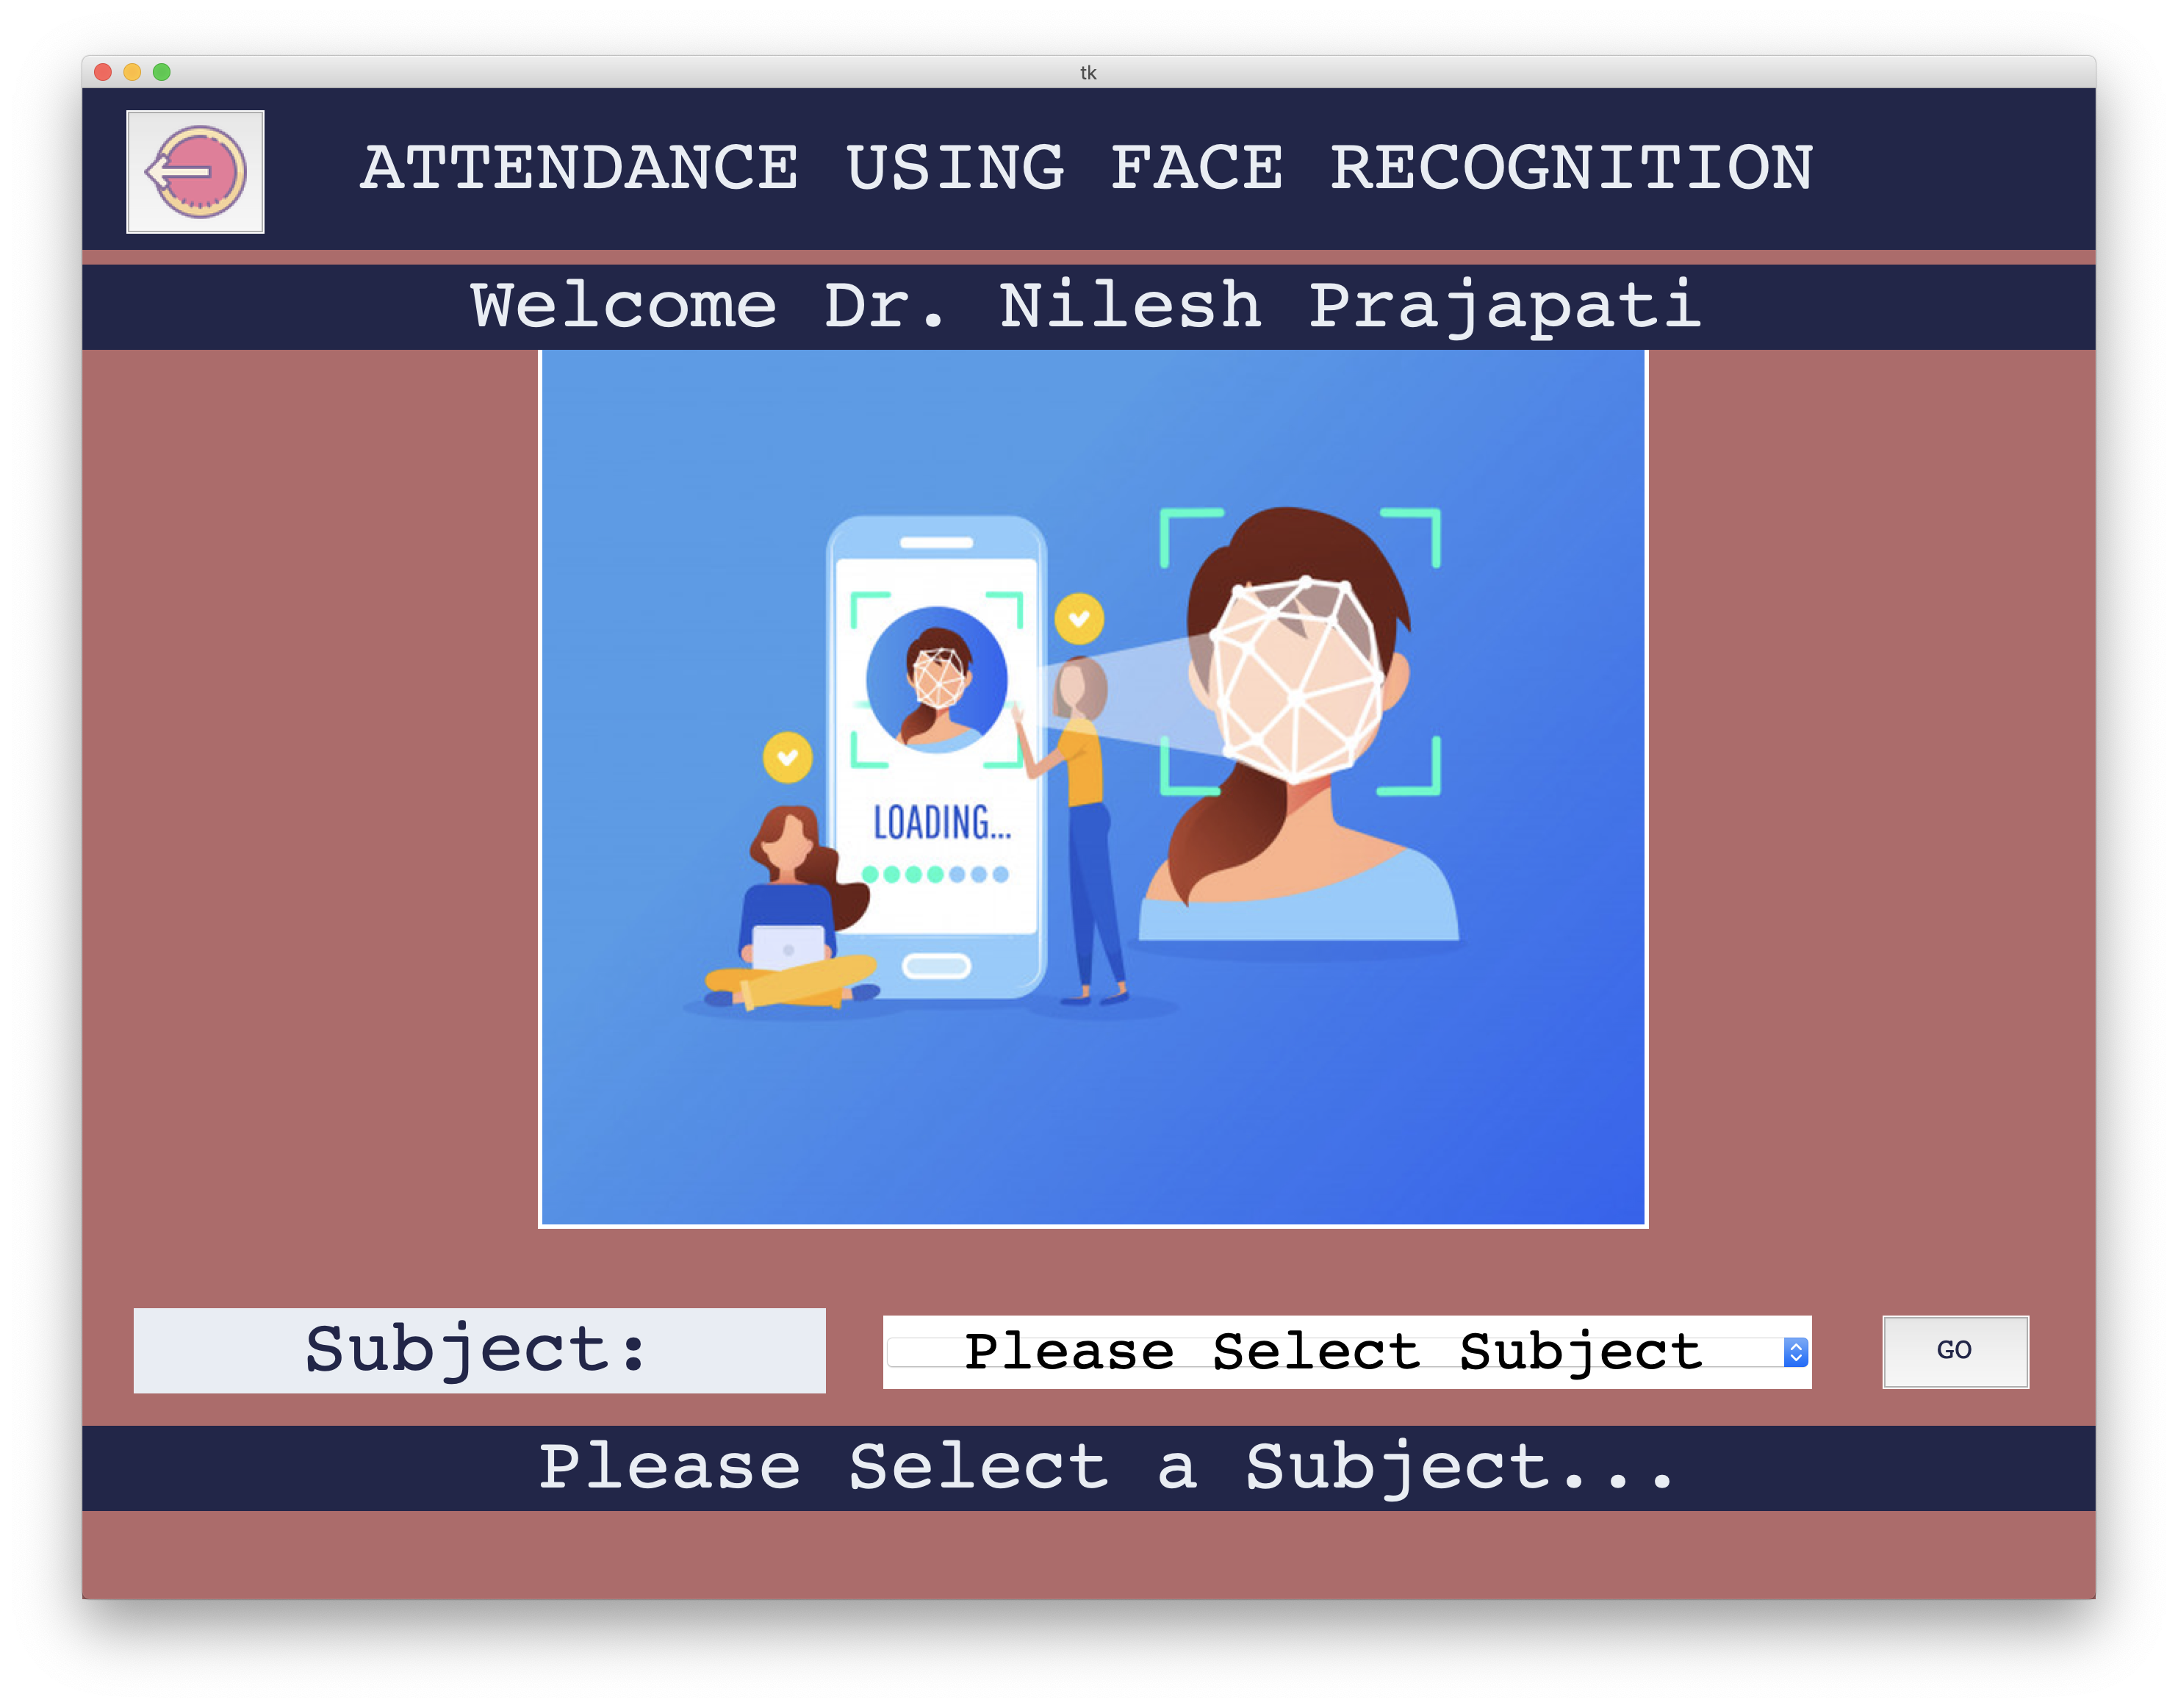 tk
ATTENDANCE USING FACE RECOGNITION
Welcome Dr. Nilesh Prajapati
LOADING...
Subject:
Please Select Subject
GO
Please Select a Subject...